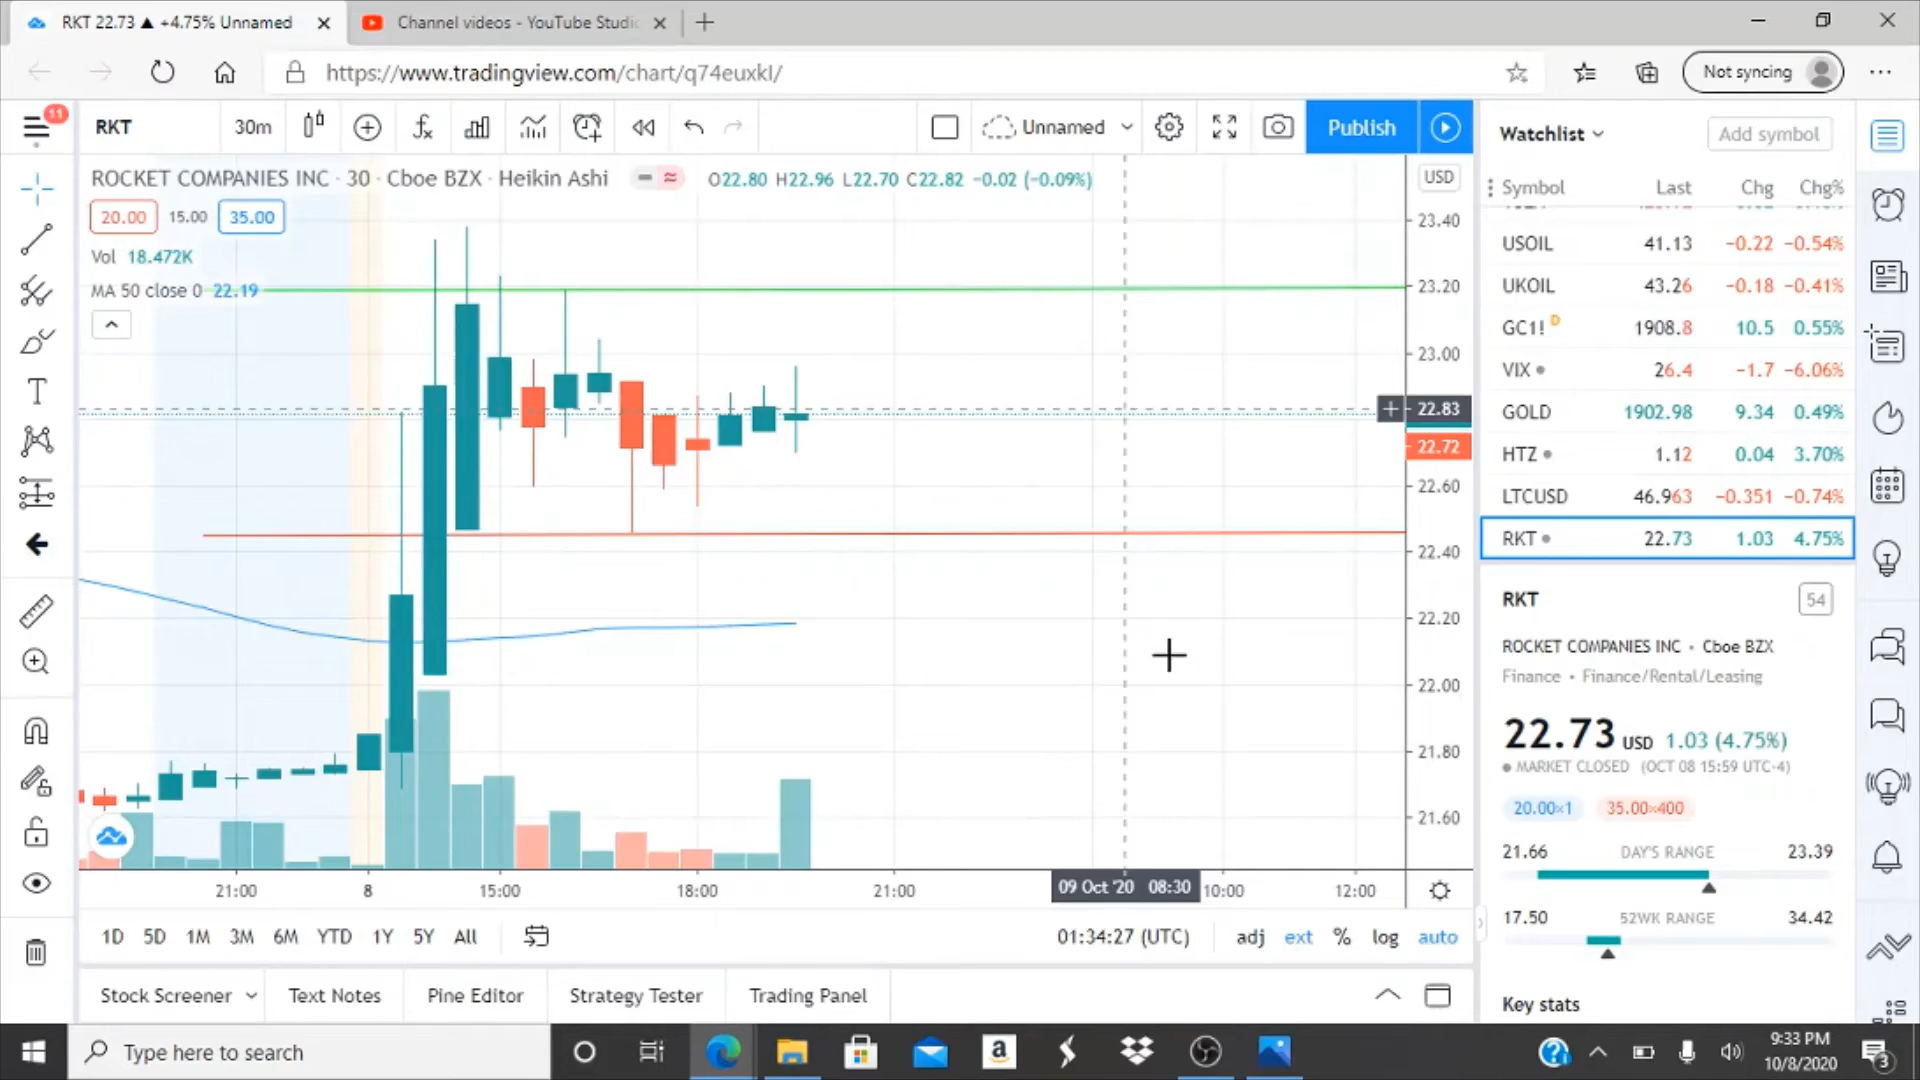 RKT 22.73 ▲ +4.75% Unnamed
Channel videos - YouTube Studio
https://www.tradingview.com/chart/q74euxkI/
Not syncing
11
RKT
30m
Unnamed
Publish
ROCKET COMPANIES INC · 30 · Cboe BZX · Heikin Ashi
O22.80 H22.96 L22.70 C22.82 −0.02 (−0.09%)
20.00 15.00 35.00
Vol 18.472K
MA 50 close 0 22.19
USD
23.40
23.20
23.00
22.83
22.72
22.60
22.40
22.20
22.00
21.80
21.60
21:00
8
15:00
18:00
21:00
09 Oct '20 08:30
10:00
12:00
1D 5D 1M 3M 6M YTD 1Y 5Y All
01:34:27 (UTC)
adj ext % log auto
Stock Screener
Text Notes
Pine Editor
Strategy Tester
Trading Panel
Watchlist
Add symbol
Symbol Last Chg Chg%
USOIL 41.13 −0.22 −0.54%
UKOIL 43.26 −0.18 −0.41%
GC1! D 1908.8 10.5 0.55%
VIX 26.4 −1.7 −6.06%
GOLD 1902.98 9.34 0.49%
HTZ 1.12 0.04 3.70%
LTCUSD 46.963 −0.351 −0.74%
RKT 22.73 1.03 4.75%
RKT
54
ROCKET COMPANIES INC • Cboe BZX
Finance • Finance/Rental/Leasing
22.73 USD 1.03 (4.75%)
MARKET CLOSED (OCT 08 15:59 UTC-4)
20.00×1 35.00×400
21.66 DAY'S RANGE 23.39
17.50 52WK RANGE 34.42
Key stats
Type here to search
9:33 PM
10/8/2020
3